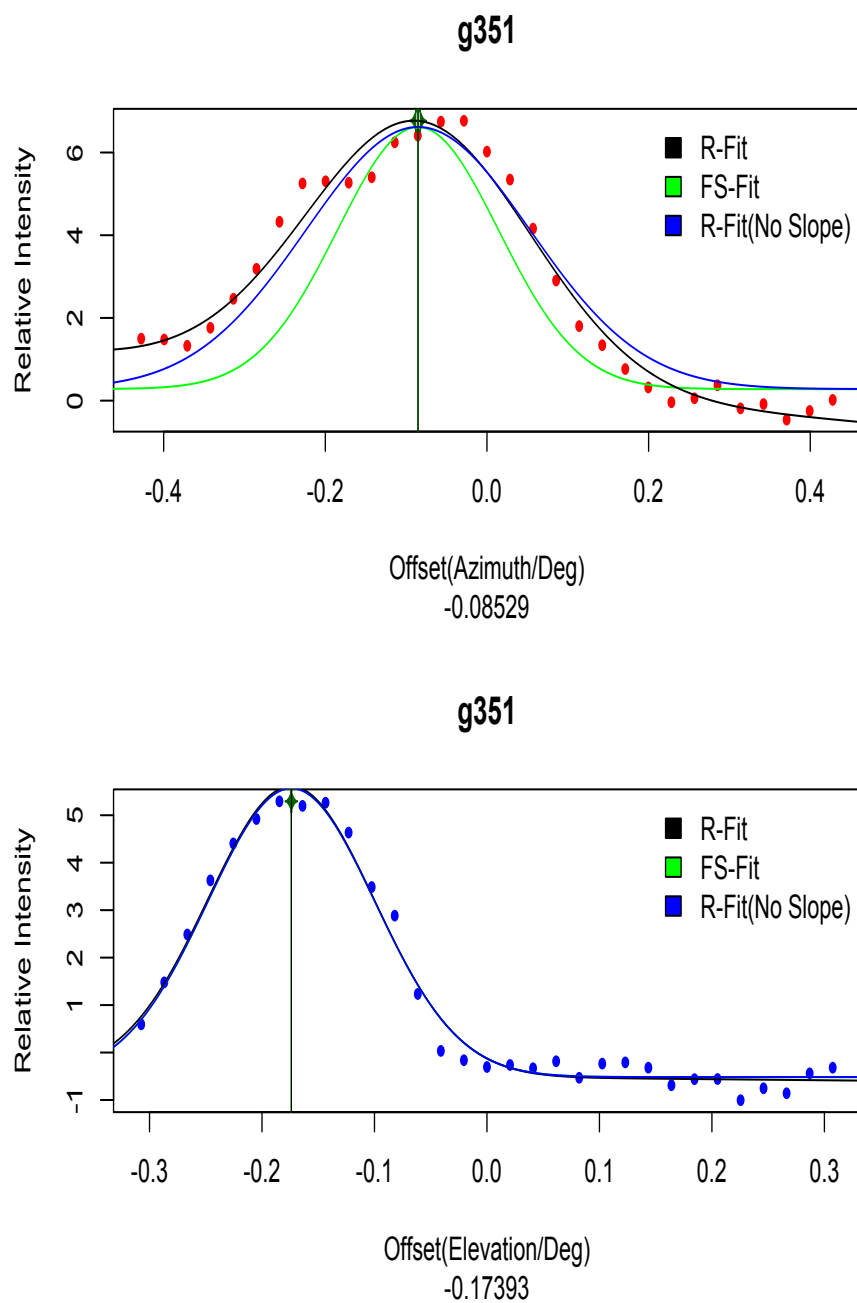 g351
Relative Intensity
6
4
2
0
R-Fit
FS-Fit
R-Fit(No Slope)
-0.4 -0.2 0.0 0.2 0.4
Offset(Azimuth/Deg)
-0.08529
g351
Relative Intensity
5
4
3
2
1
-1
R-Fit
FS-Fit
R-Fit(No Slope)
-0.3 -0.2 -0.1 0.0 0.1 0.2 0.3
Offset(Elevation/Deg)
-0.17393